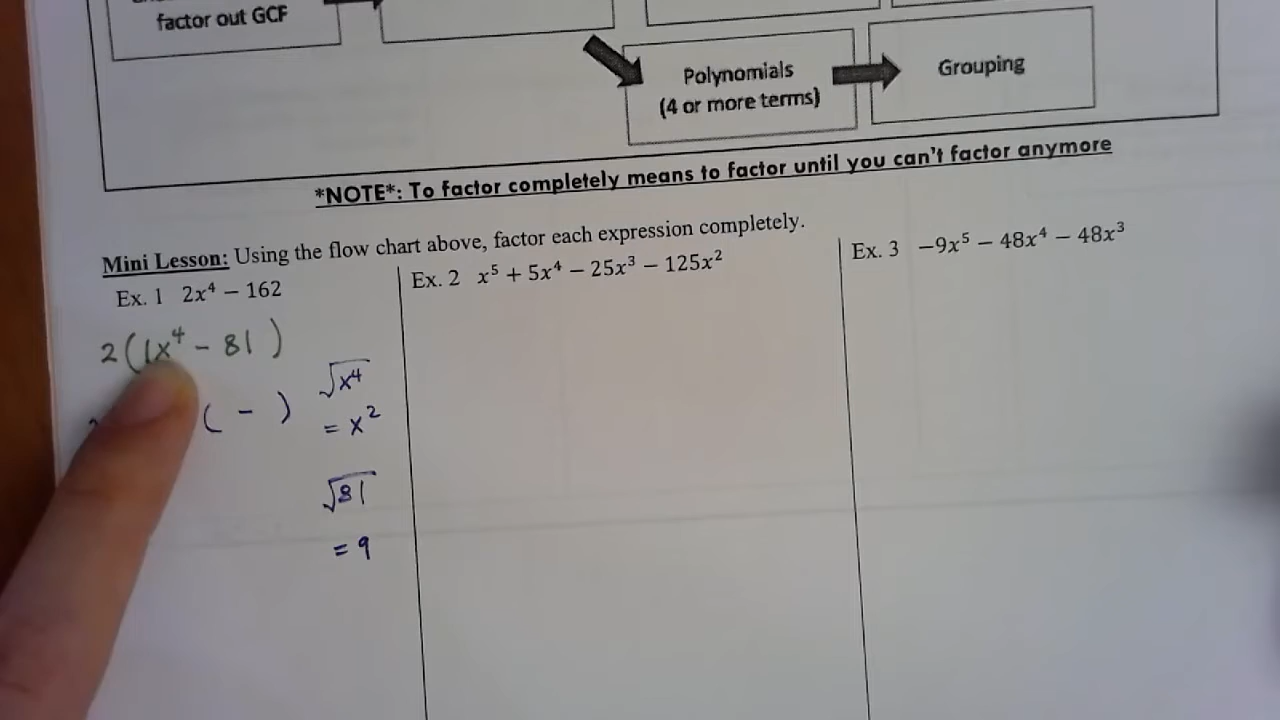 factor out GCF
Polynomials
(4 or more terms)
Grouping
*NOTE*: To factor completely means to factor until you can't factor anymore
Mini Lesson: Using the flow chart above, factor each expression completely.
Ex. 1 2x⁴ − 162
2(1x⁴ - 81)
( - )
√x⁴
= x²
√81
= 9
Ex. 2 x⁵ + 5x⁴ − 25x³ − 125x²
Ex. 3 −9x⁵ − 48x⁴ − 48x³